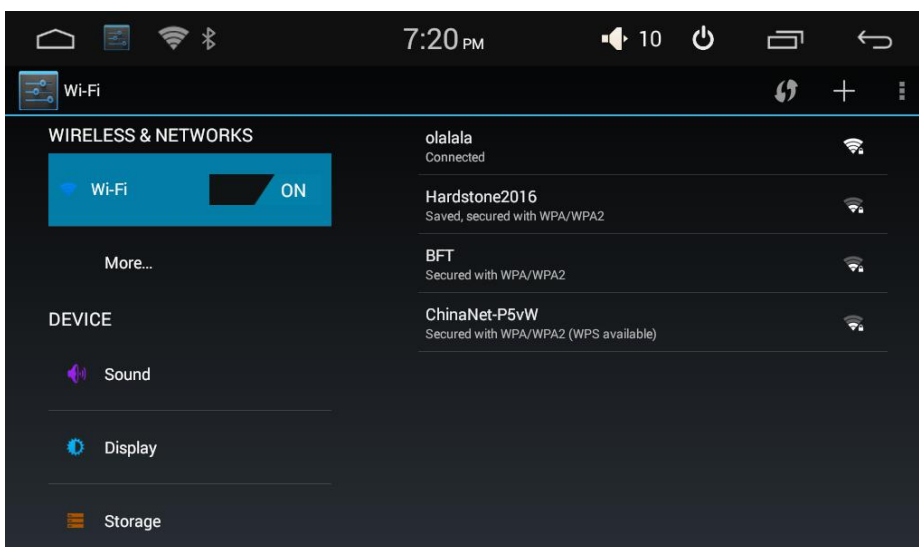 7:20 PM
10
Wi-Fi
WIRELESS & NETWORKS
Wi-Fi
ON
More...
DEVICE
Sound
Display
Storage
olalala
Connected
Hardstone2016
Saved, secured with WPA/WPA2
BFT
Secured with WPA/WPA2
ChinaNet-P5vW
Secured with WPA/WPA2 (WPS available)